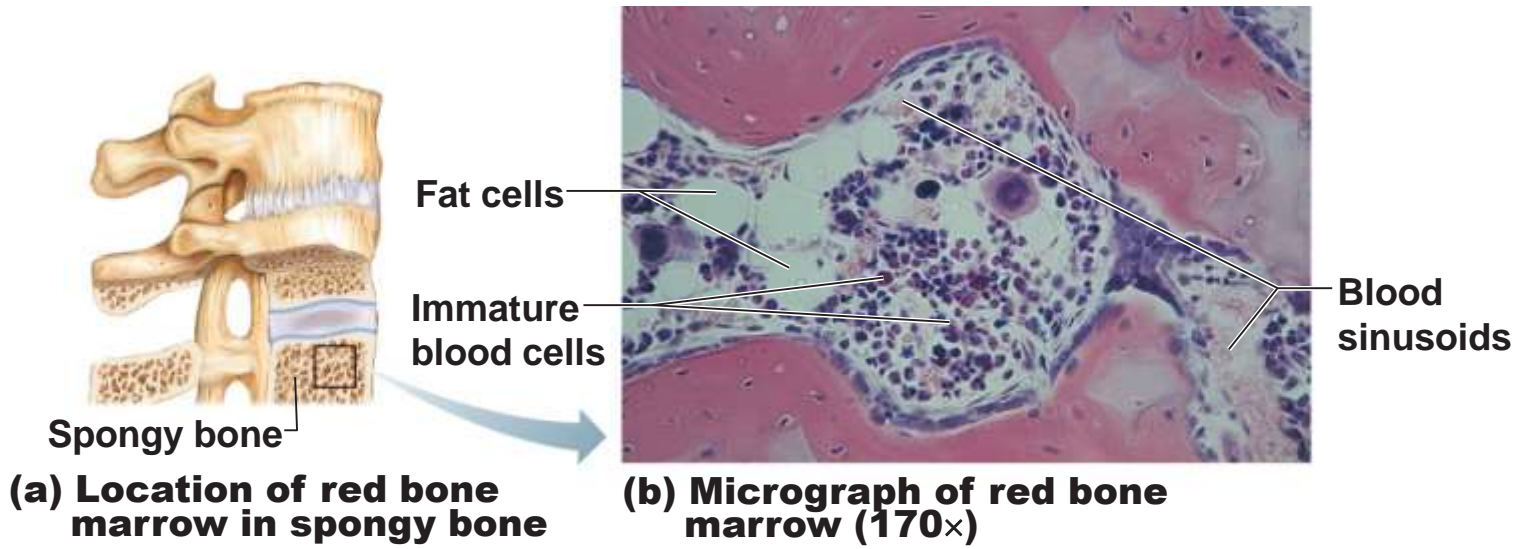 Fat cells
Immature
blood cells
Blood
sinusoids
Spongy bone
(a) Location of red bone
marrow in spongy bone
(b) Micrograph of red bone
marrow (170×)